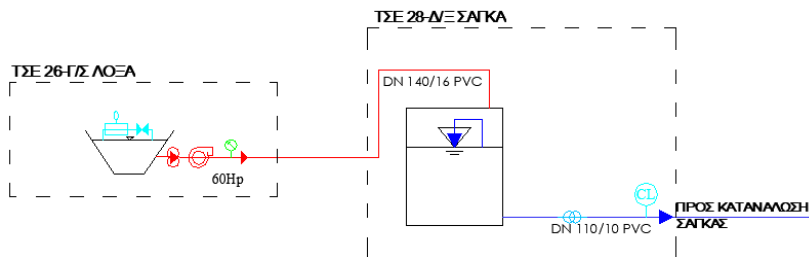 ΤΣΕ 28-Δ/Ξ ΣΑΓΚΑ
ΤΣΕ 26-Γ/Σ ΛΟΞΑ
DN 140/16 PVC
60Hp
CL
ΠΡΟΣ ΚΑΤΑΝΑΛΩΣΗ
ΣΑΓΚΑΣ
DN 110/10 PVC